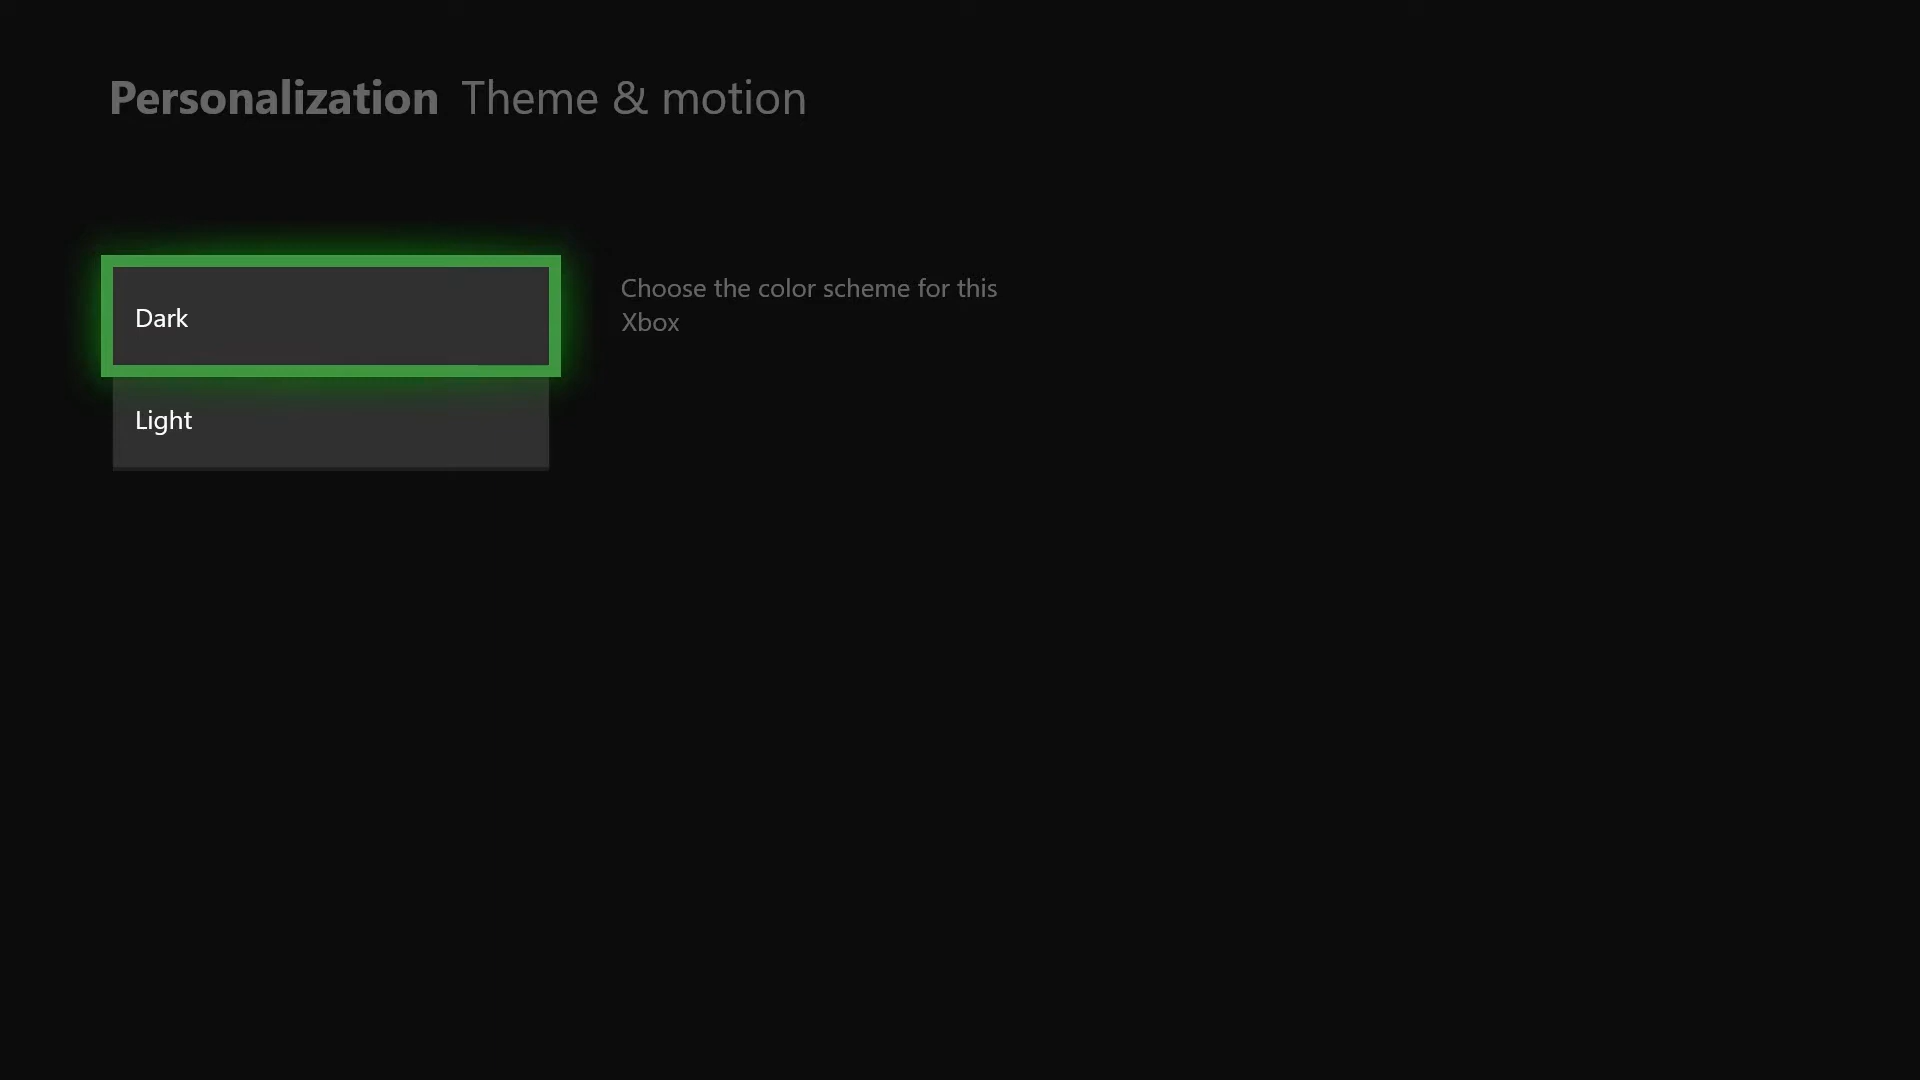 Personalization Theme & motion
Dark
Light
Choose the color scheme for this
Xbox